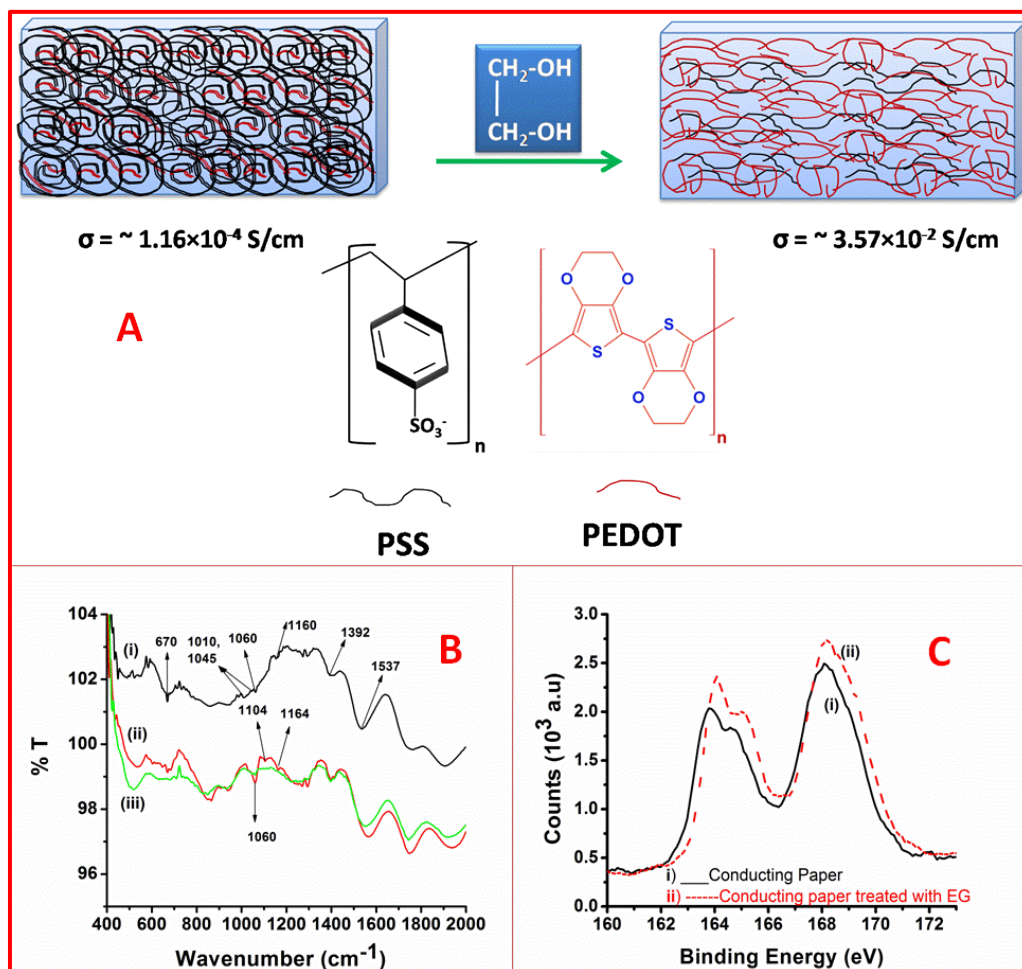 CH₂-OH
CH₂-OH
σ = ~ 1.16×10⁻⁴ S/cm
σ = ~ 3.57×10⁻² S/cm
A
SO₃⁻
n
O
O
S
S
O
O
n
PSS
PEDOT
B
104
102
100
98
96
% T
400 600 800 1000 1200 1400 1600 1800 2000
Wavenumber (cm⁻¹)
(i)
(ii)
(iii)
670
1010,
1045
1060
1160
1392
1537
1104
1164
1060
C
3.0
2.5
2.0
1.5
1.0
0.5
0.0
Counts (10³ a.u)
(ii)
(i)
i) ___Conducting Paper
ii) ------Conducting paper treated with EG
160 162 164 166 168 170 172
Binding Energy (eV)